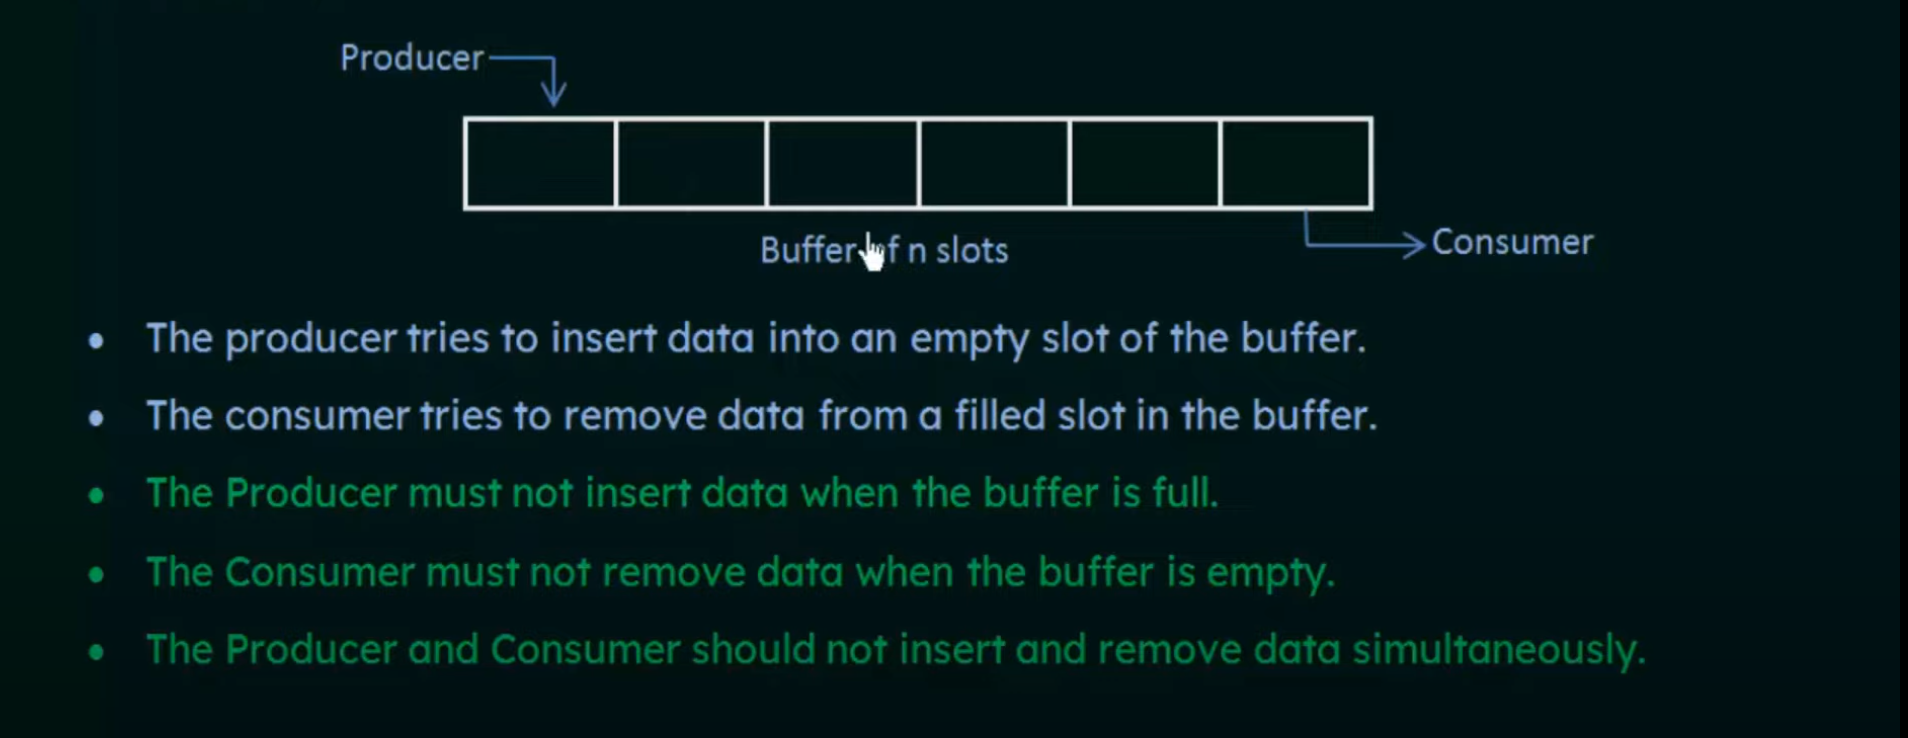 Producer
Buffer of n slots
Consumer
• The producer tries to insert data into an empty slot of the buffer.
• The consumer tries to remove data from a filled slot in the buffer.
• The Producer must not insert data when the buffer is full.
• The Consumer must not remove data when the buffer is empty.
• The Producer and Consumer should not insert and remove data simultaneously.